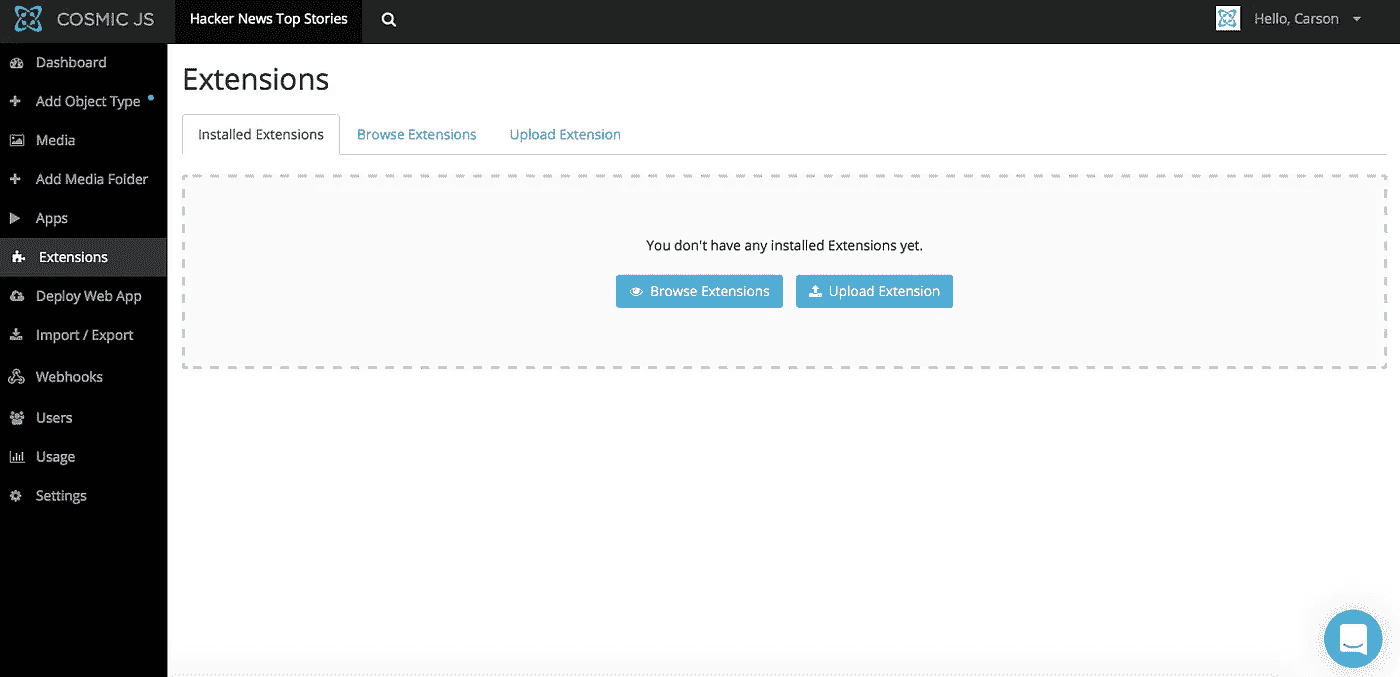 COSMIC JS
Hacker News Top Stories
Hello, Carson
Dashboard
Add Object Type
Media
Add Media Folder
Apps
Extensions
Deploy Web App
Import / Export
Webhooks
Users
Usage
Settings
Extensions
Installed Extensions
Browse Extensions
Upload Extension
You don't have any installed Extensions yet.
Browse Extensions
Upload Extension